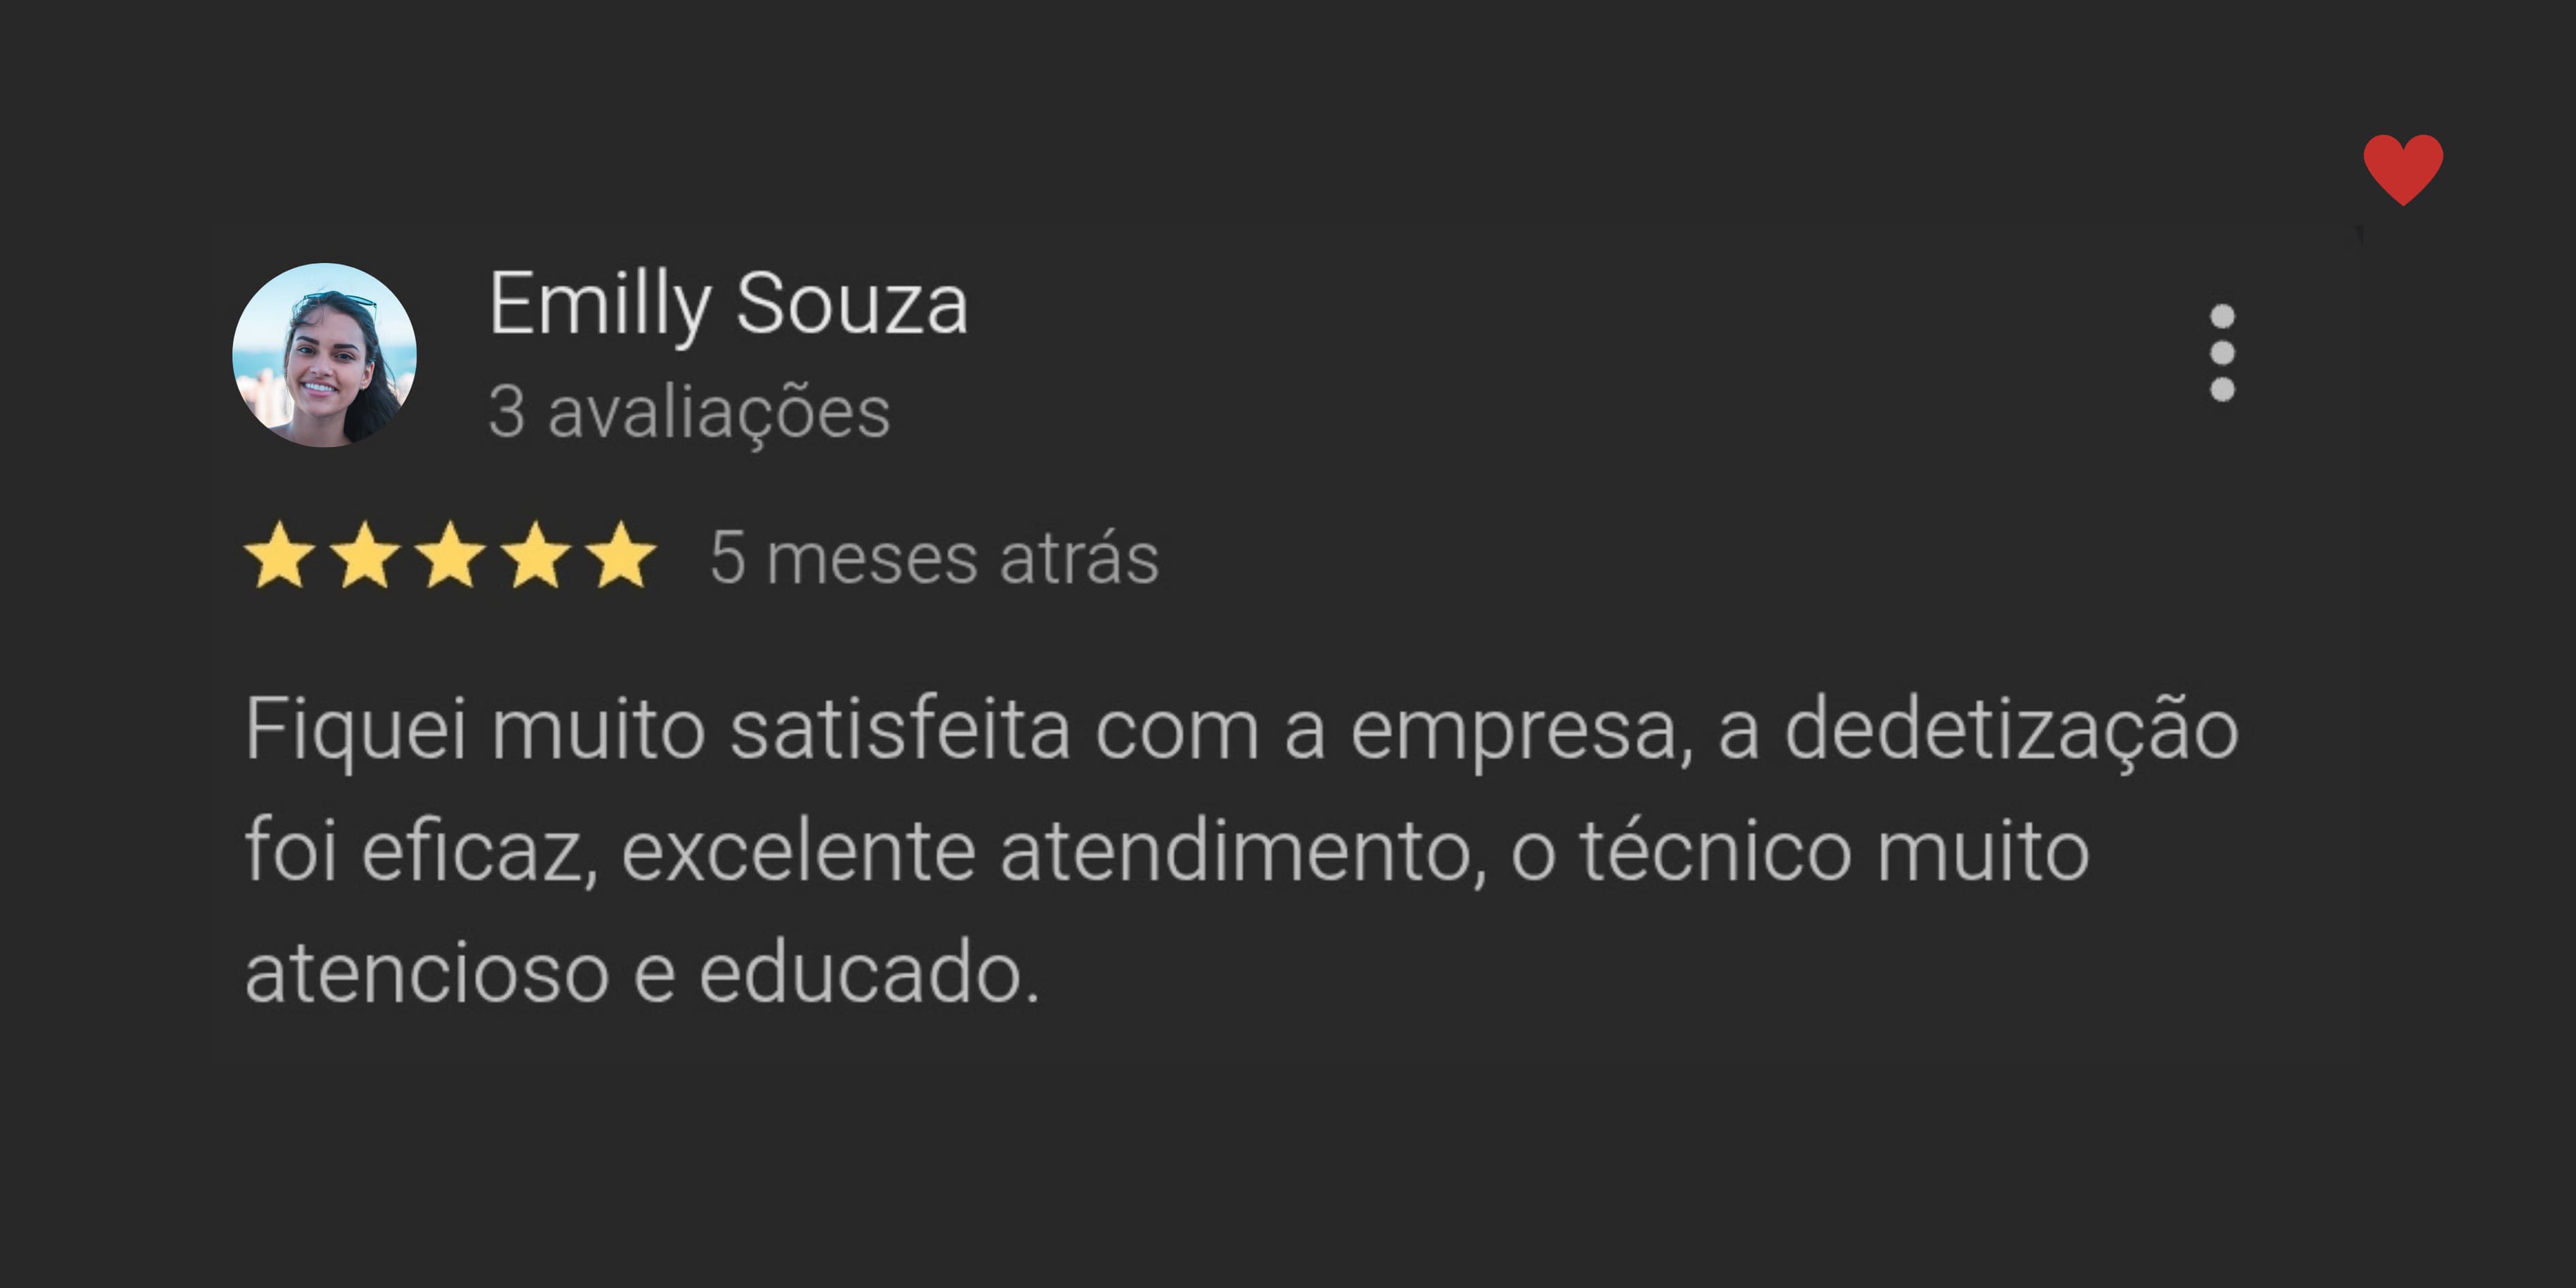 Emilly Souza
3 avaliações
5 meses atrás
Fiquei muito satisfeita com a empresa, a dedetização
foi eficaz, excelente atendimento, o técnico muito
atencioso e educado.